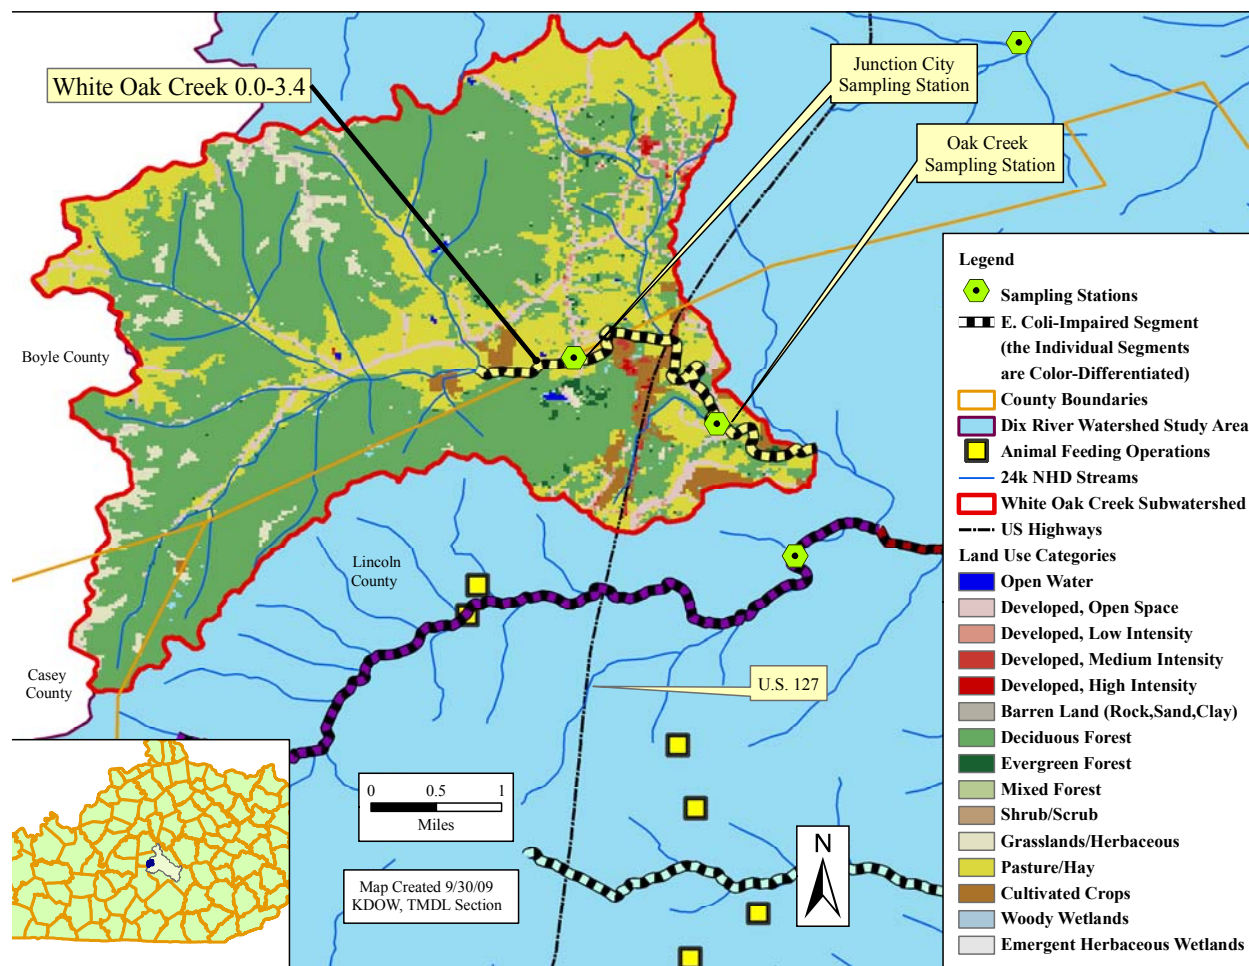 White Oak Creek 0.0-3.4
Junction City
Sampling Station
Oak Creek
Sampling Station
Boyle County
Lincoln
County
Casey
County
U.S. 127
0 0.5 1
Miles
Map Created 9/30/09
KDOW, TMDL Section
N
Legend
Sampling Stations
E. Coli-Impaired Segment
(the Individual Segments
are Color-Differentiated)
County Boundaries
Dix River Watershed Study Area
Animal Feeding Operations
24k NHD Streams
White Oak Creek Subwatershed
US Highways
Land Use Categories
Open Water
Developed, Open Space
Developed, Low Intensity
Developed, Medium Intensity
Developed, High Intensity
Barren Land (Rock,Sand,Clay)
Deciduous Forest
Evergreen Forest
Mixed Forest
Shrub/Scrub
Grasslands/Herbaceous
Pasture/Hay
Cultivated Crops
Woody Wetlands
Emergent Herbaceous Wetlands